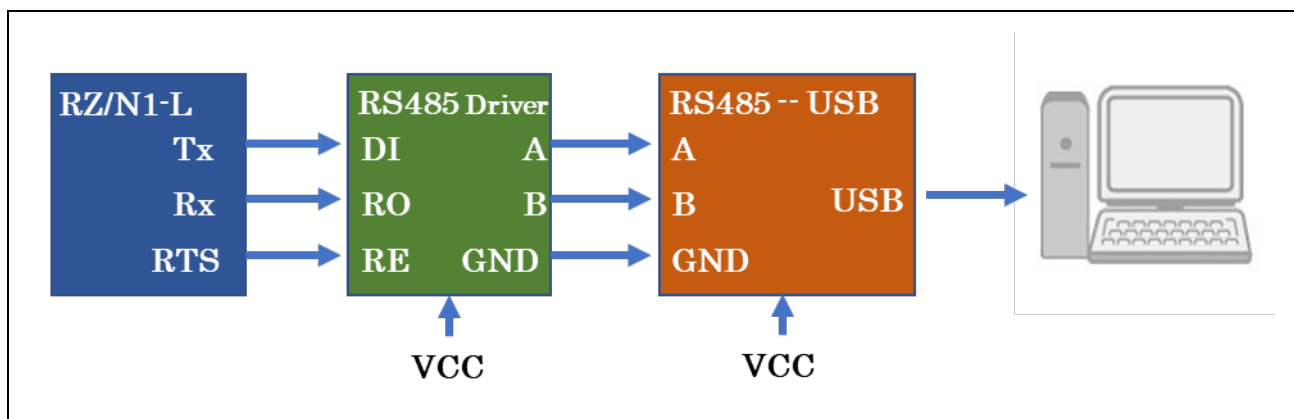 RZ/N1-L
Tx
Rx
RTS
RS485 Driver
DI A
RO B
RE GND
VCC
RS485 -- USB
A
B USB
GND
VCC